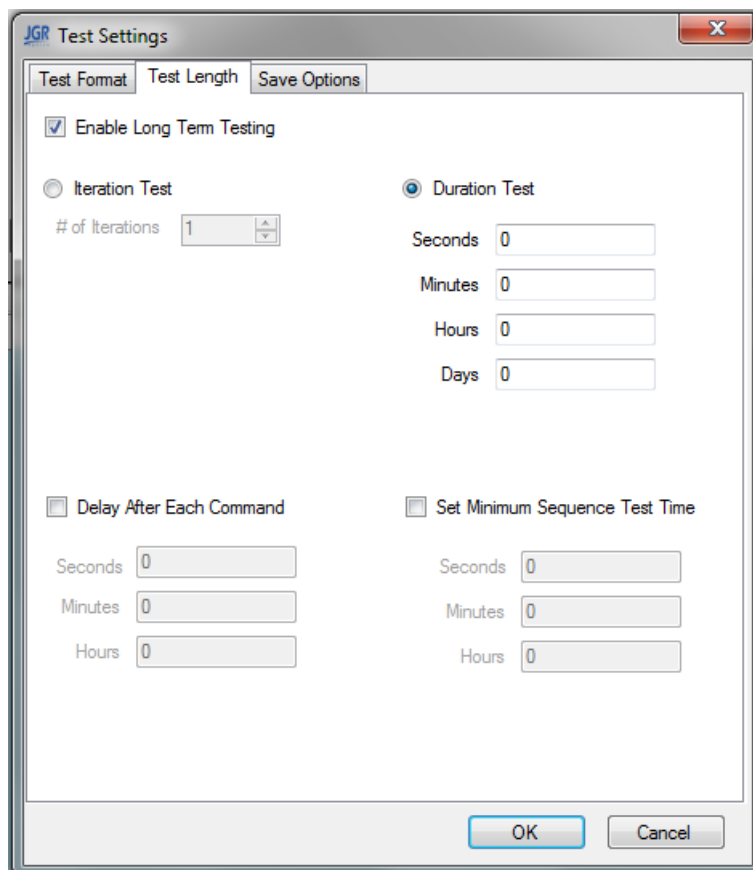 JGR Test Settings
Test Format Test Length Save Options
Enable Long Term Testing
Iteration Test
# of Iterations 1
Duration Test
Seconds 0
Minutes 0
Hours 0
Days 0
Delay After Each Command
Seconds 0
Minutes 0
Hours 0
Set Minimum Sequence Test Time
Seconds 0
Minutes 0
Hours 0
OK Cancel